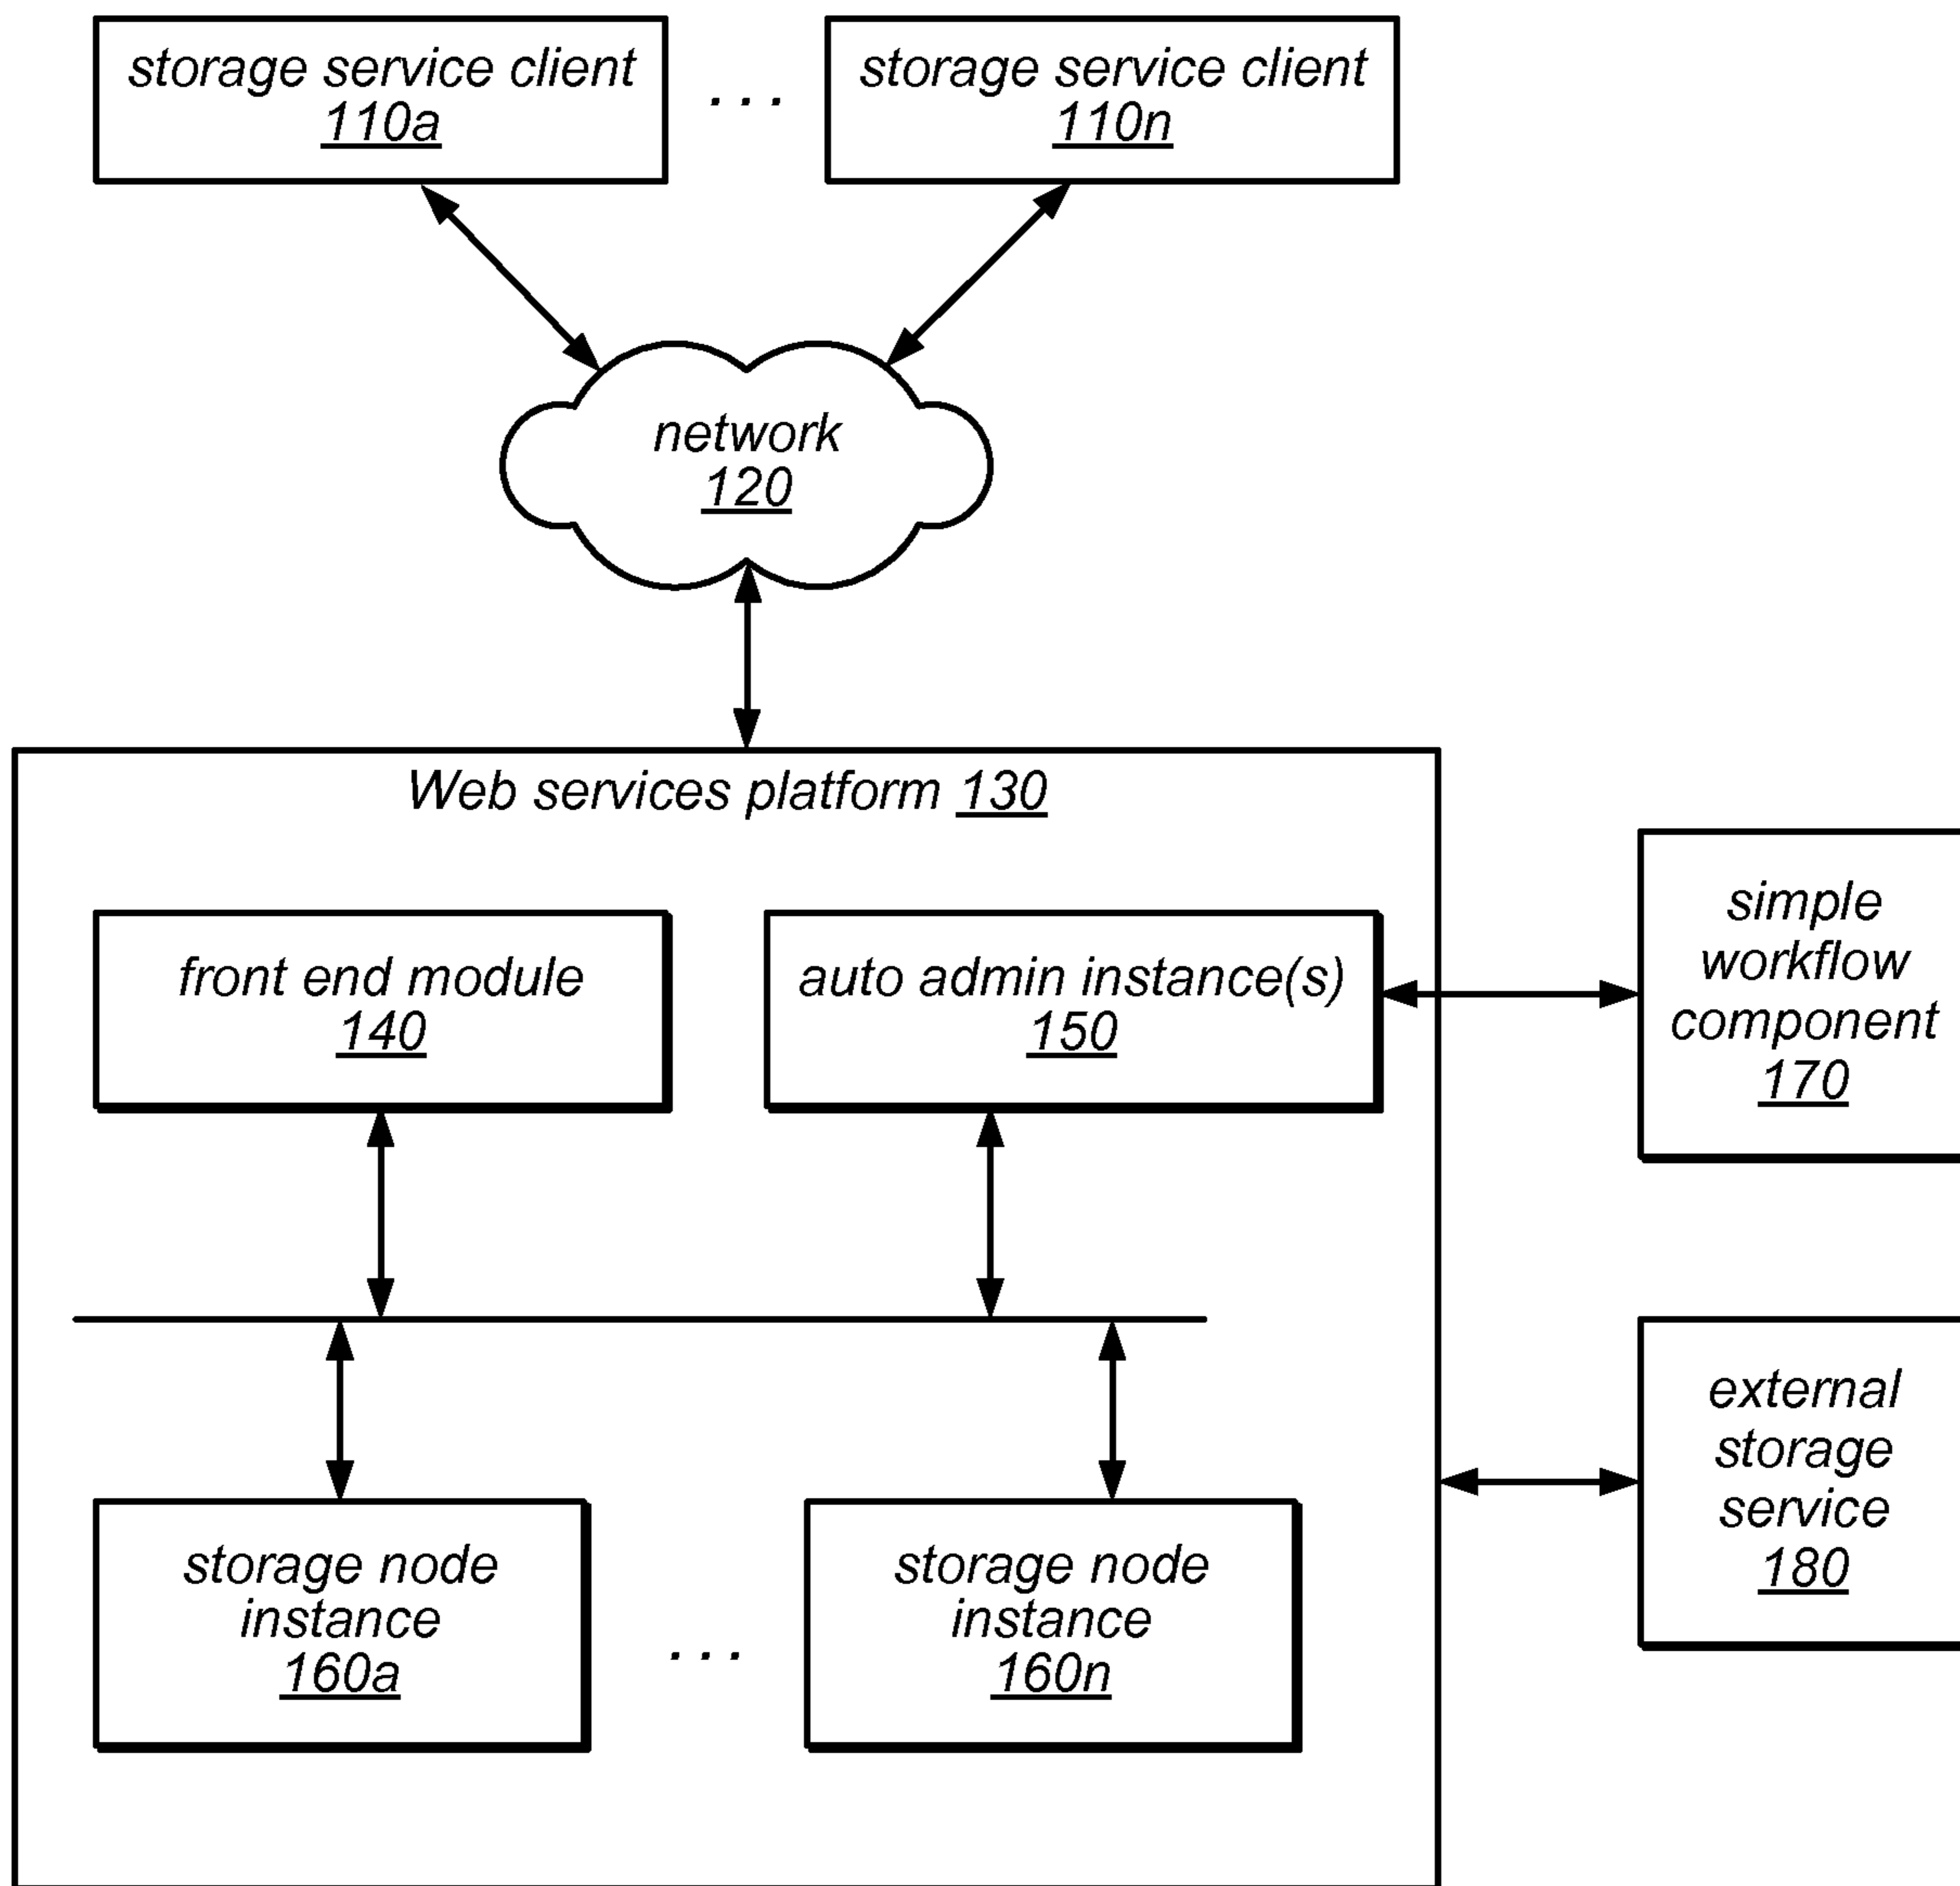 storage service client
110a
...
storage service client
110n
network
120
Web services platform 130
front end module
140
auto admin instance(s)
150
simple
workflow
component
170
external
storage
service
180
storage node
instance
160a
...
storage node
instance
160n